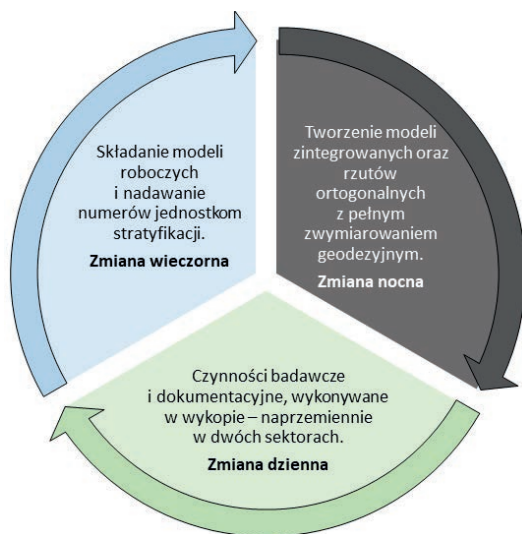 Składanie modeli
roboczych
i nadawanie
numerów jednostkom
stratyfikacji.
Zmiana wieczorna
Tworzenie modeli
zintegrowanych oraz
rzutów
ortogonalnych
z pełnym
zwymiarowaniem
geodezyjnym.
Zmiana nocna
Czynności badawcze
i dokumentacyjne, wykonywane
w wykopie – naprzemiennie
w dwóch sektorach.
Zmiana dzienna